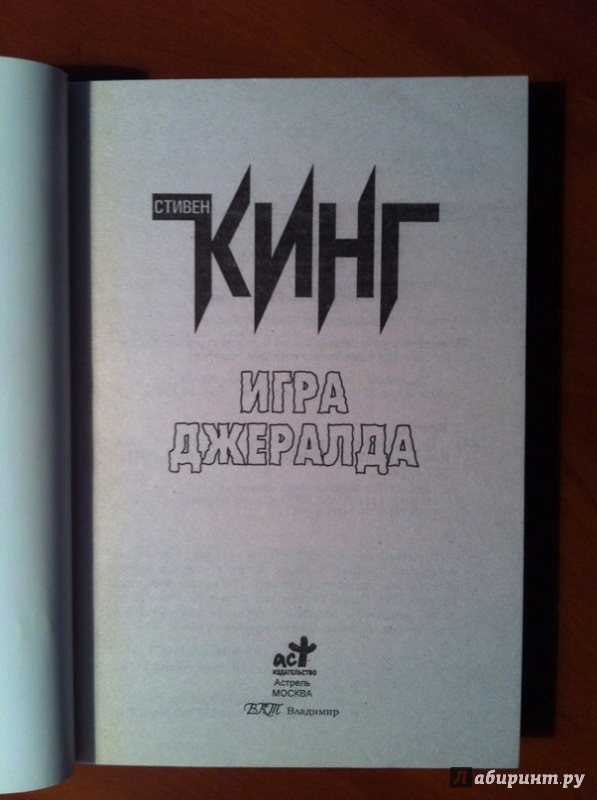 СТИВЕН
КИНГ
ИГРА
ДЖЕРАЛДА
аст
ИЗДАТЕЛЬСТВО
Астрель
МОСКВА
ВКТ Владимир
Лабиринт.ру